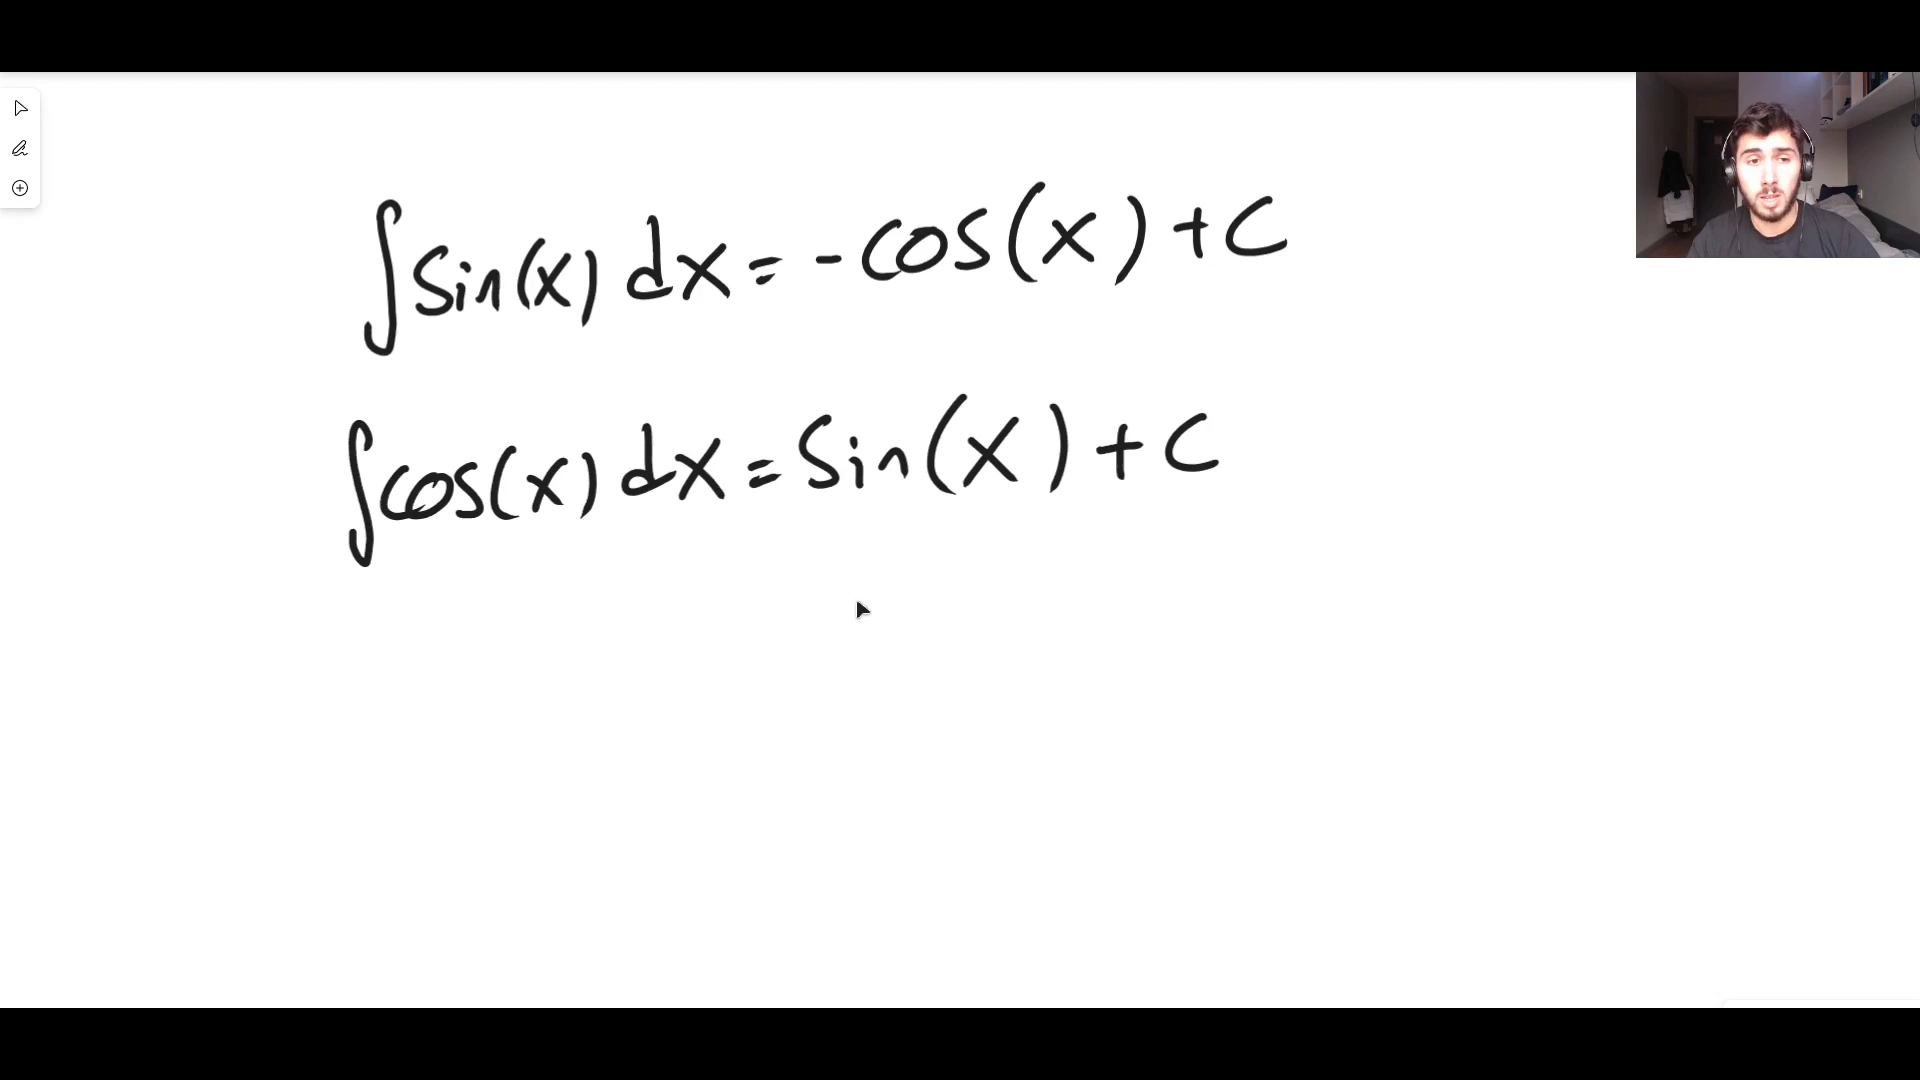 ∫sin(x) dx = -cos(x) + C
∫cos(x) dx = sin(x) + C